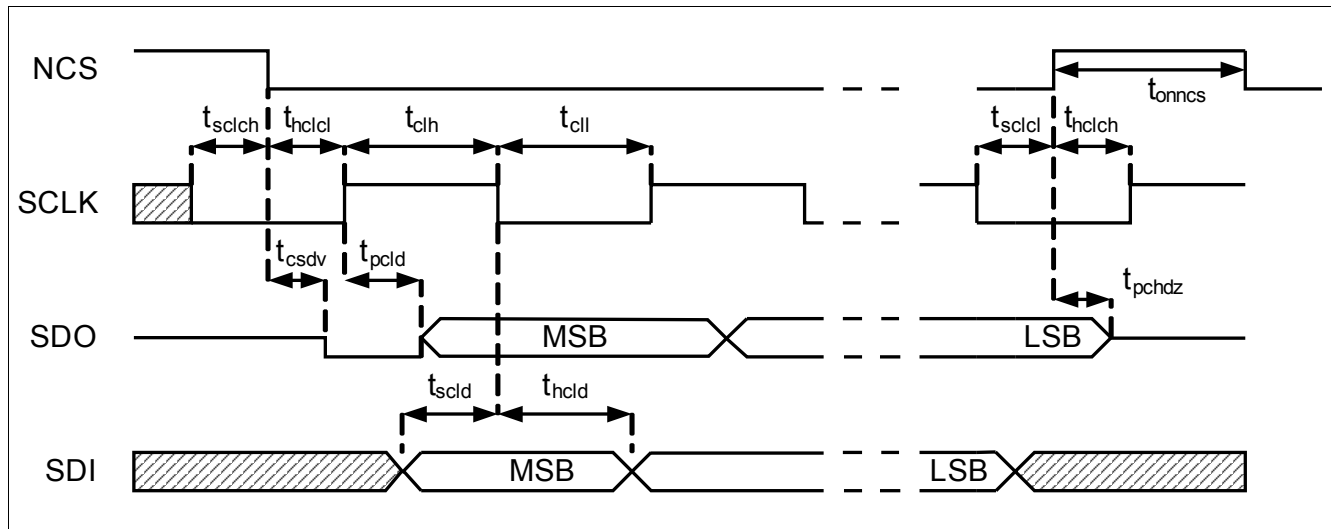 NCS
t_onncs
t_sclch t_hclcl t_clh t_cll t_sclcl t_hclch
SCLK
t_csdv t_pcld t_pchdz
SDO MSB LSB
t_scld t_hcld
SDI MSB LSB